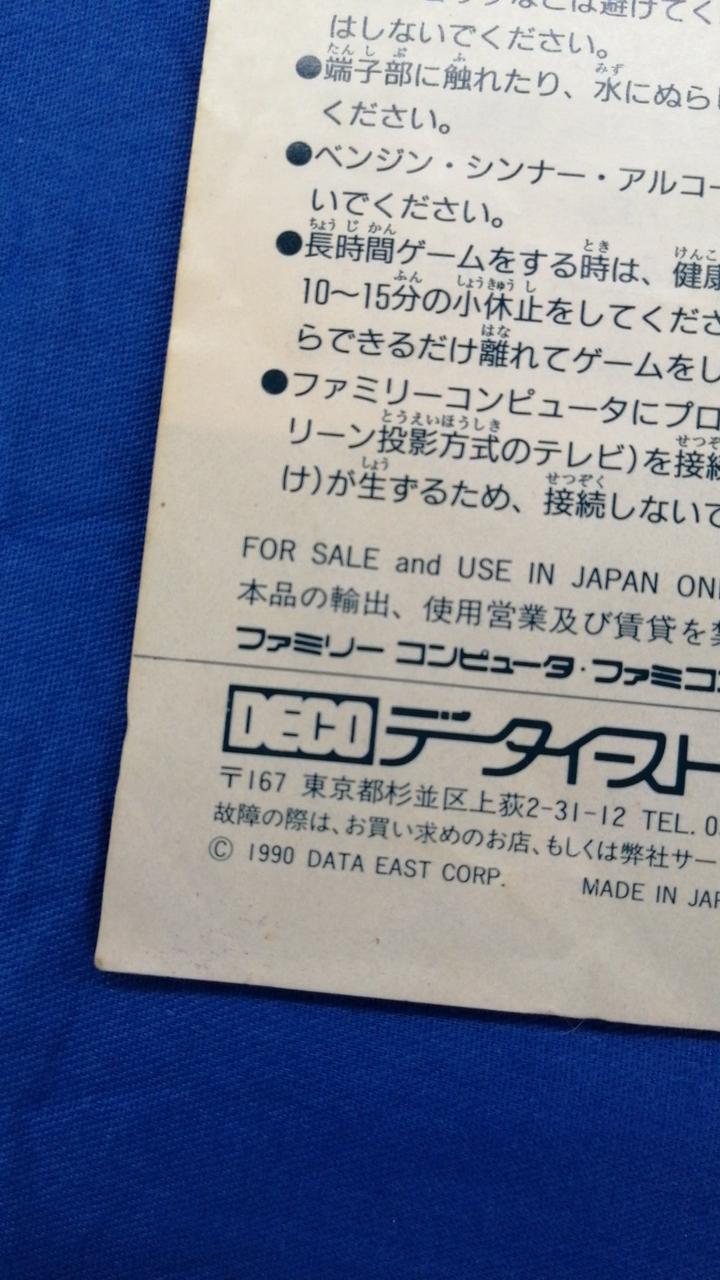 などは避けてく
はしないでください。
●端子部に触れたり、水にぬら
ください。
●ベンジン・シンナー・アルコー
いでください。
●長時間ゲームをする時は、健康
10〜15分の小休止をしてくださ
らできるだけ離れてゲームをし
●ファミリーコンピュータにプロ
リーン投影方式のテレビ)を接続
け)が生ずるため、接続しないで
FOR SALE and USE IN JAPAN ON
本品の輸出、使用営業及び賃貸を禁
ファミリー コンピュータ・ファミコ
DECO データイースト
〒167 東京都杉並区上荻2-31-12 TEL. 0
故障の際は、お買い求めのお店、もしくは弊社サー
© 1990 DATA EAST CORP. MADE IN JAP